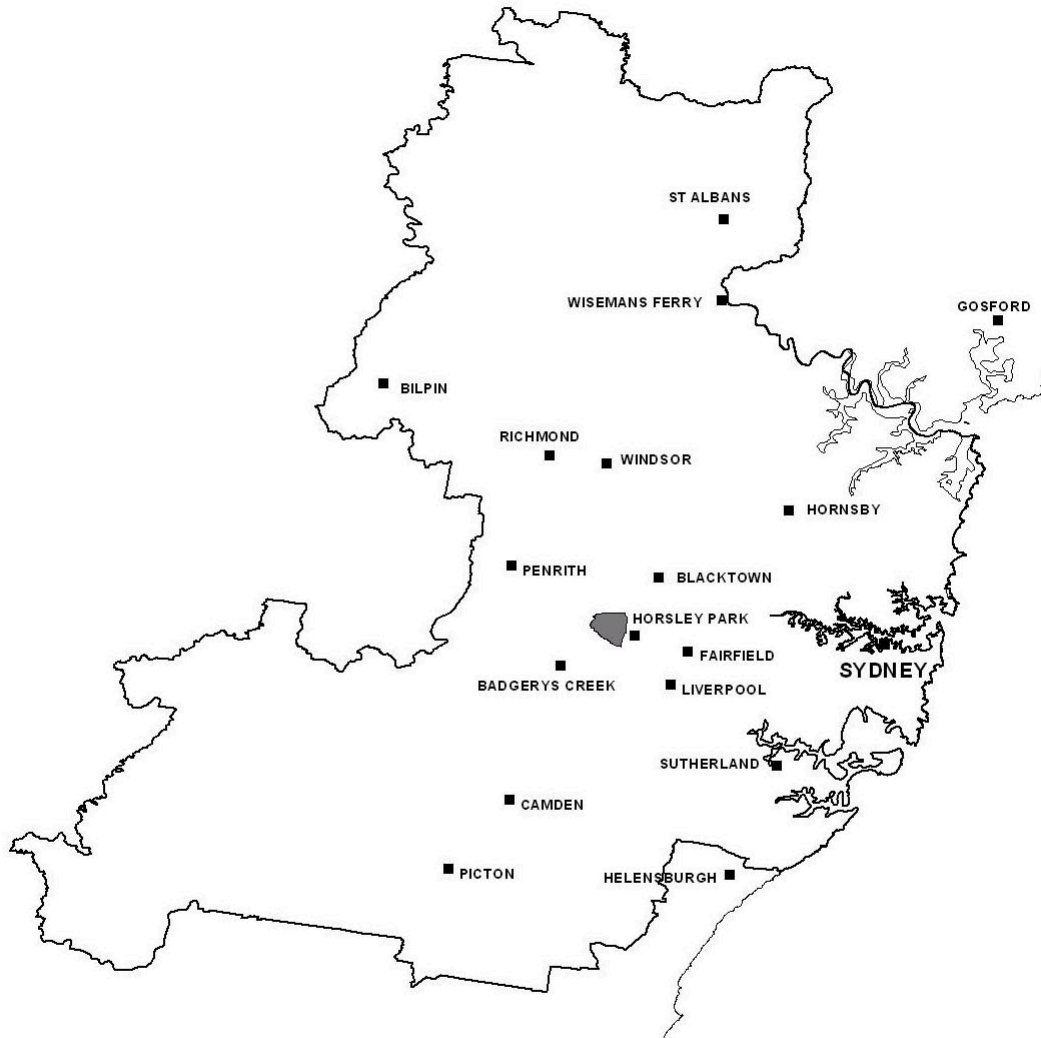 ST ALBANS
WISEMANS FERRY
GOSFORD
BILPIN
RICHMOND
WINDSOR
HORNSBY
PENRITH
BLACKTOWN
HORSLEY PARK
FAIRFIELD
SYDNEY
BADGERYS CREEK
LIVERPOOL
SUTHERLAND
CAMDEN
PICTON
HELENSBURGH